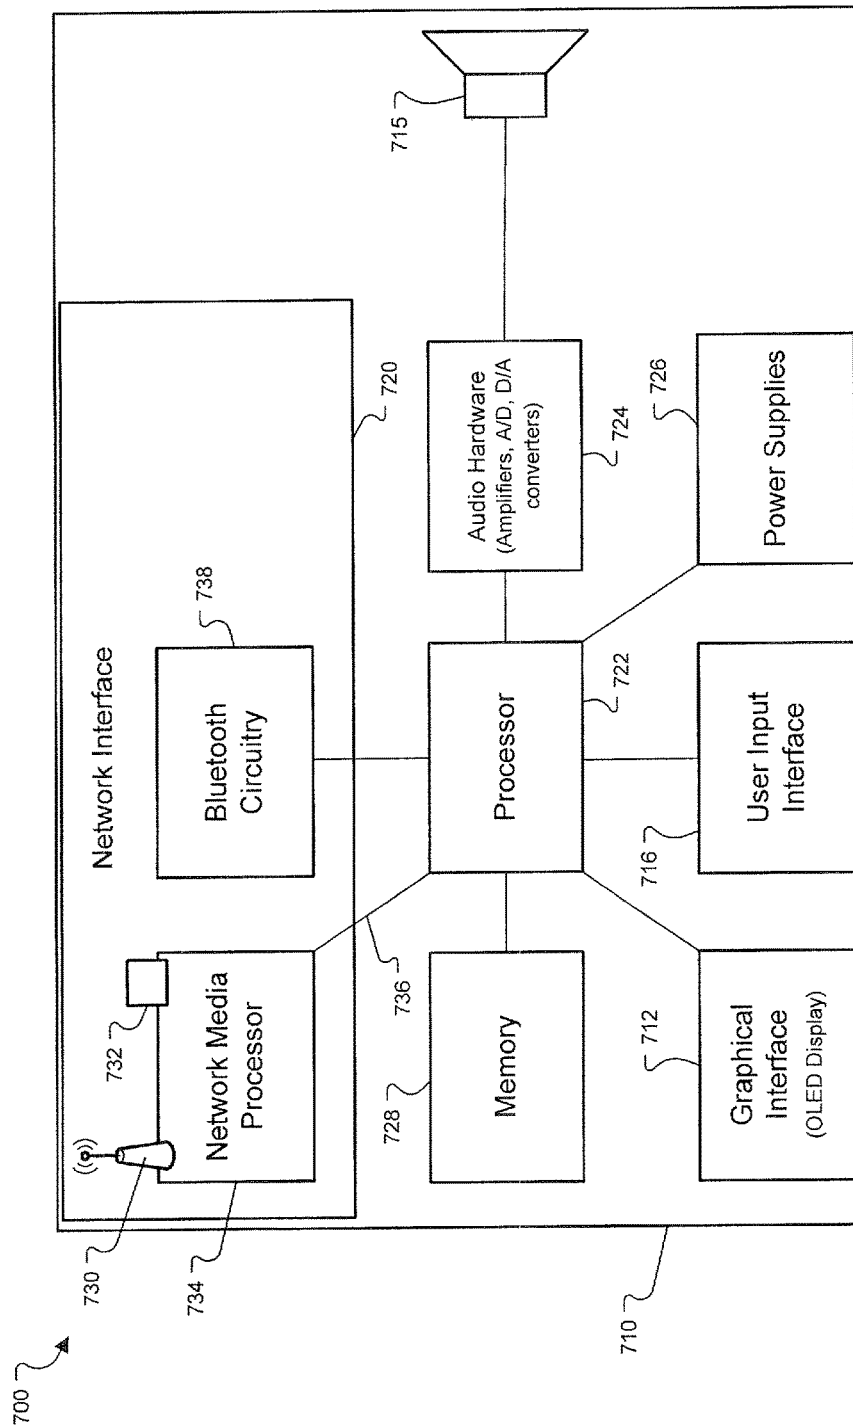 700
730
734
732
Network Interface
Network Media
Processor
Bluetooth
Circuitry
738
720
736
728
Memory
Processor
722
Audio Hardware
(Amplifiers, A/D, D/A
converters)
724
715
710
712
Graphical
Interface
(OLED Display)
716
User Input
Interface
726
Power Supplies